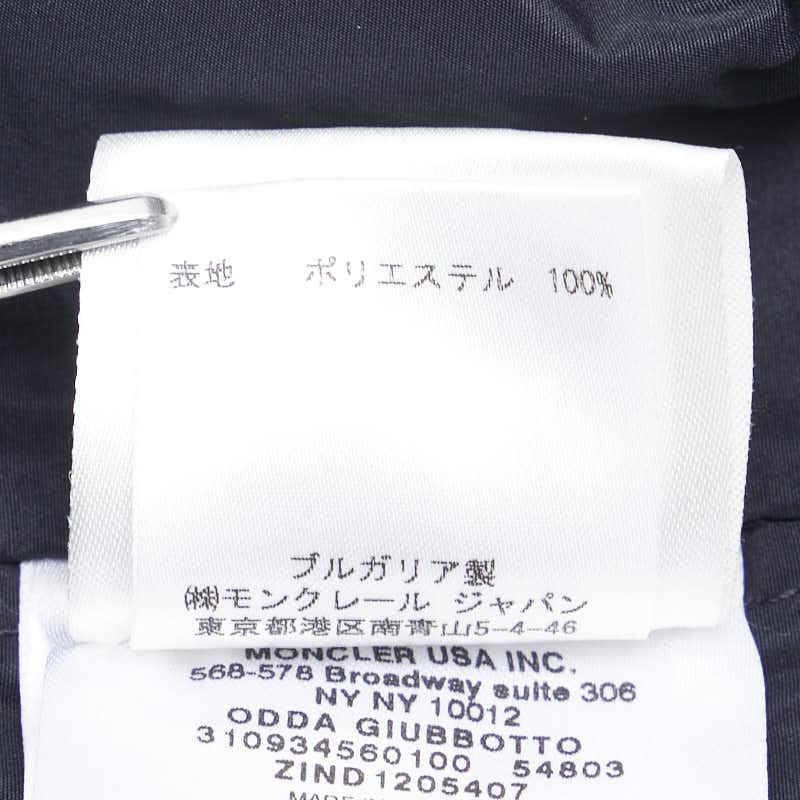 表地 ポリエステル 100%
ブルガリア製
㈱モンクレール ジャパン
東京都港区南青山5-4-46
MONCLER USA INC.
568-578 Broadway suite 306
NY NY 10012
ODDA GIUBBOTTO
310934560100 54803
ZIND1205407
MADE IN